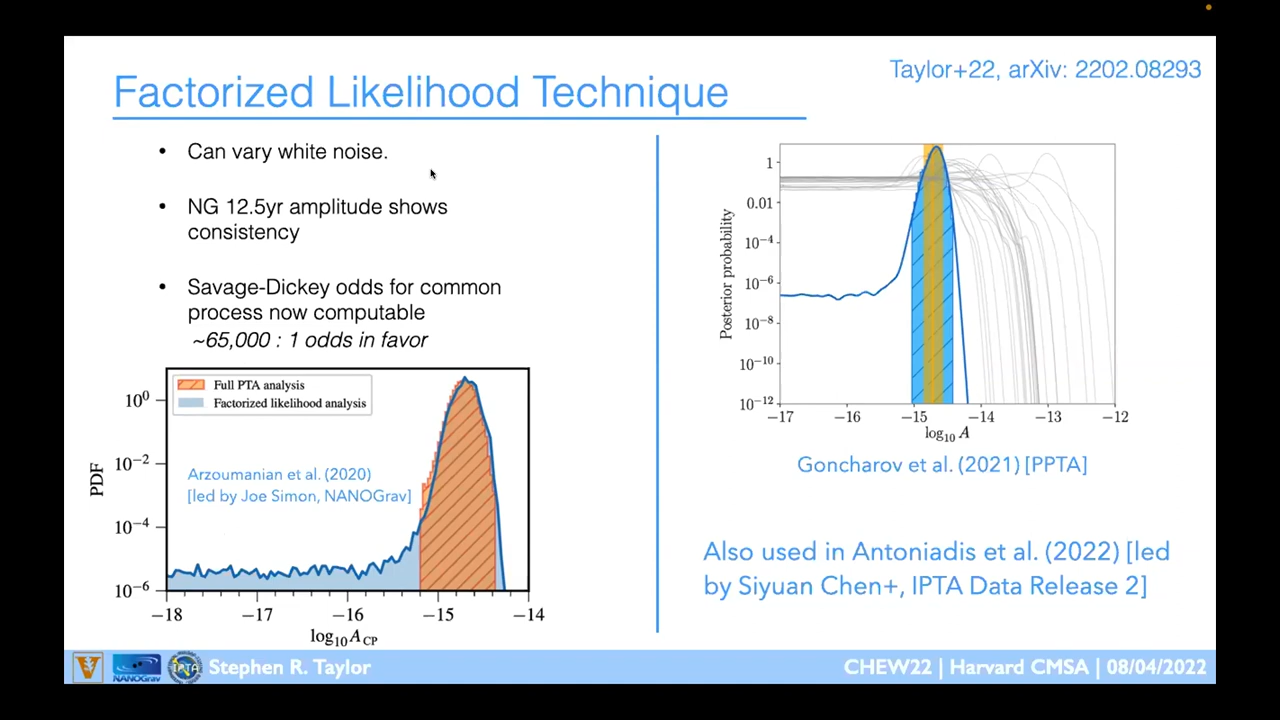 Taylor+22, arXiv: 2202.08293
Factorized Likelihood Technique
• Can vary white noise.
• NG 12.5yr amplitude shows
consistency
• Savage-Dickey odds for common
process now computable
~65,000 : 1 odds in favor
Full PTA analysis
Factorized likelihood analysis
Arzoumanian et al. (2020)
[led by Joe Simon, NANOGrav]
PDF
10⁰
10⁻²
10⁻⁴
10⁻⁶
−18 −17 −16 −15 −14
log₁₀ A_CP
Posterior probability
1
0.01
10⁻⁴
10⁻⁶
10⁻⁸
10⁻¹⁰
10⁻¹²
−17 −16 −15 −14 −13 −12
log₁₀ A
Goncharov et al. (2021) [PPTA]
Also used in Antoniadis et al. (2022) [led
by Siyuan Chen+, IPTA Data Release 2]
V NANOGrav IPTA Stephen R. Taylor
CHEW22 | Harvard CMSA | 08/04/2022